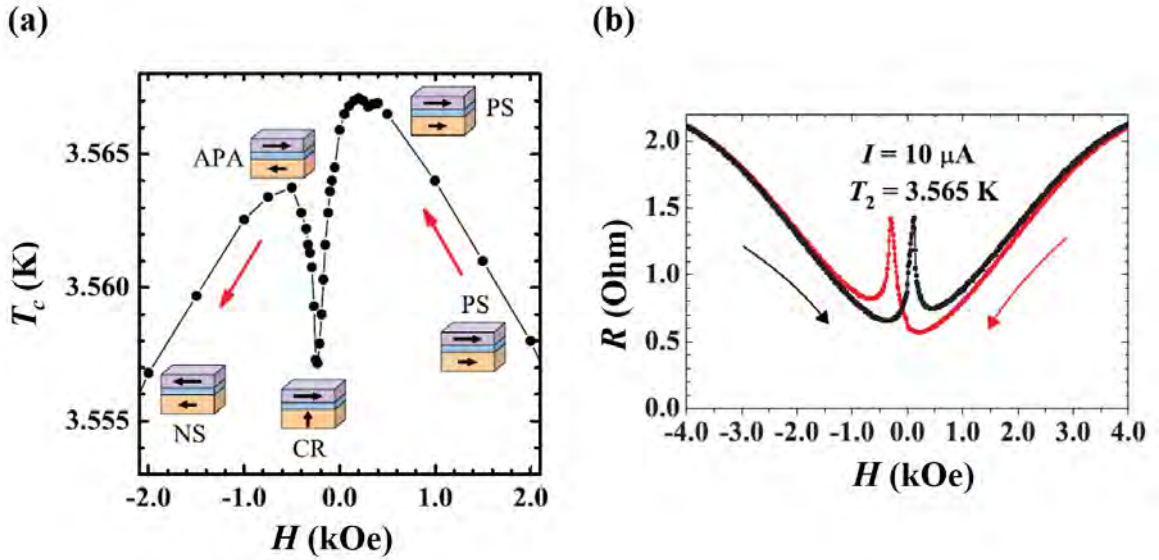 (a)
(b)
T_c (K)
3.565
3.560
3.555
-2.0 -1.0 0.0 1.0 2.0
H (kOe)
APA
PS
PS
NS
CR
R (Ohm)
2.0
1.5
1.0
0.5
0.0
I = 10 μA
T₂ = 3.565 K
-4.0 -3.0 -2.0 -1.0 0.0 1.0 2.0 3.0 4.0
H (kOe)